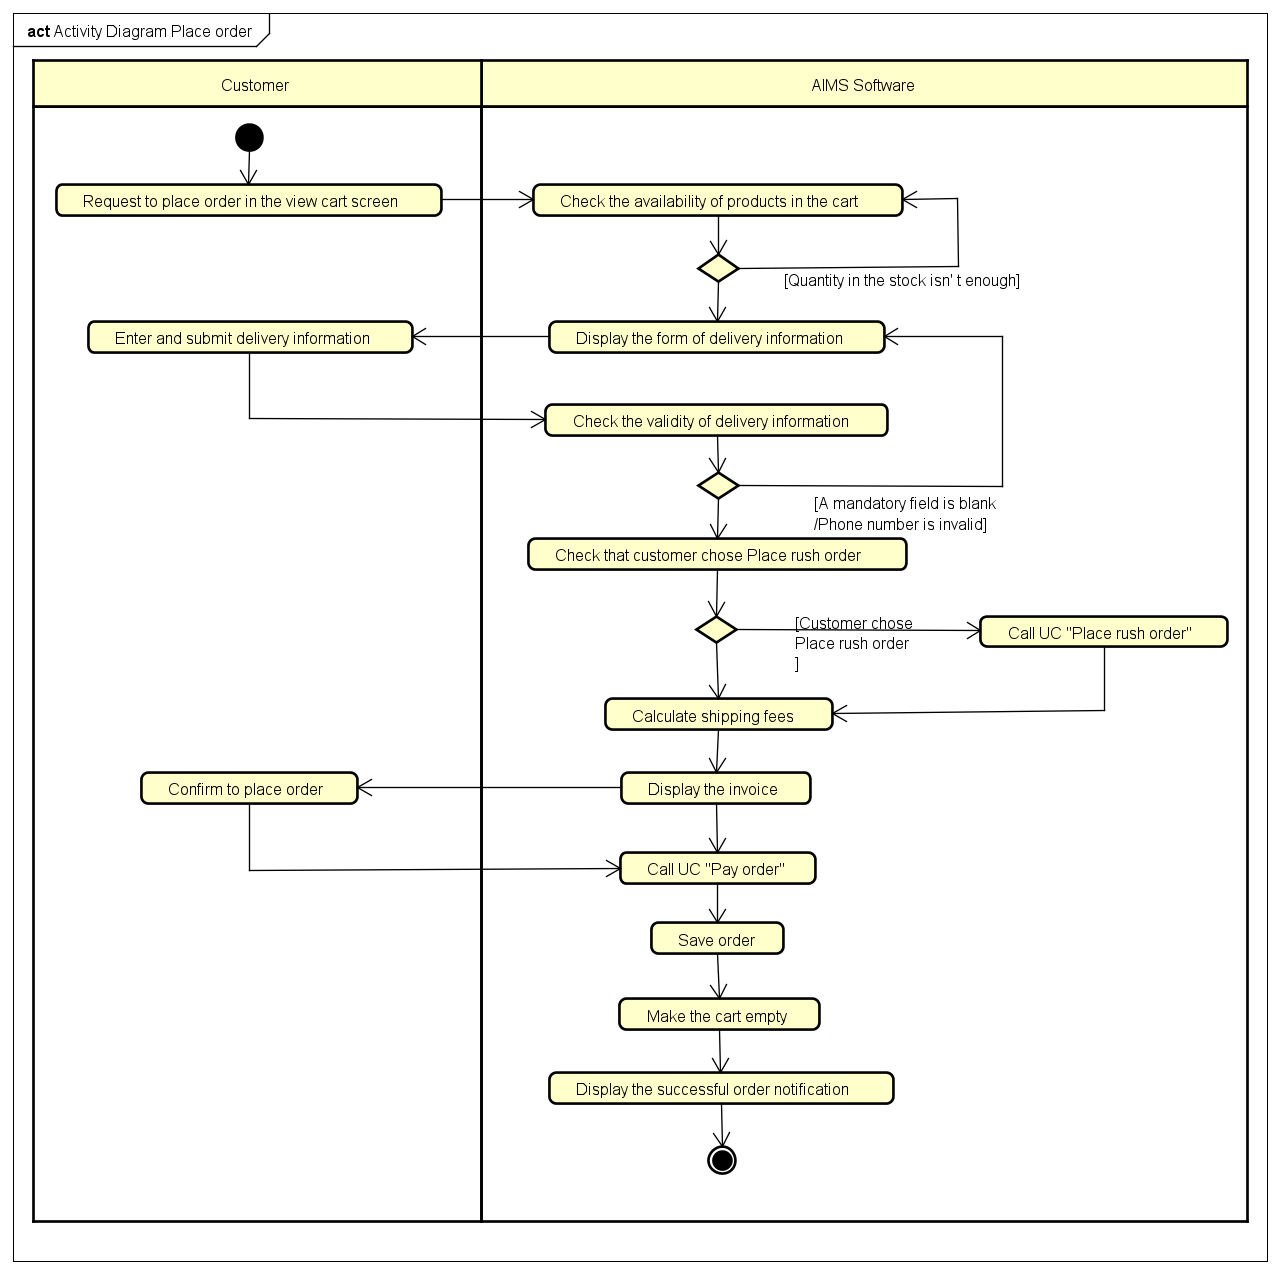 act Activity Diagram Place order
Customer
AIMS Software
Request to place order in the view cart screen
Check the availability of products in the cart
[Quantity in the stock isn' t enough]
Enter and submit delivery information
Display the form of delivery information
Check the validity of delivery information
[A mandatory field is blank
/Phone number is invalid]
Check that customer chose Place rush order
[Customer chose
Place rush order
]
Call UC "Place rush order"
Calculate shipping fees
Confirm to place order
Display the invoice
Call UC "Pay order"
Save order
Make the cart empty
Display the successful order notification